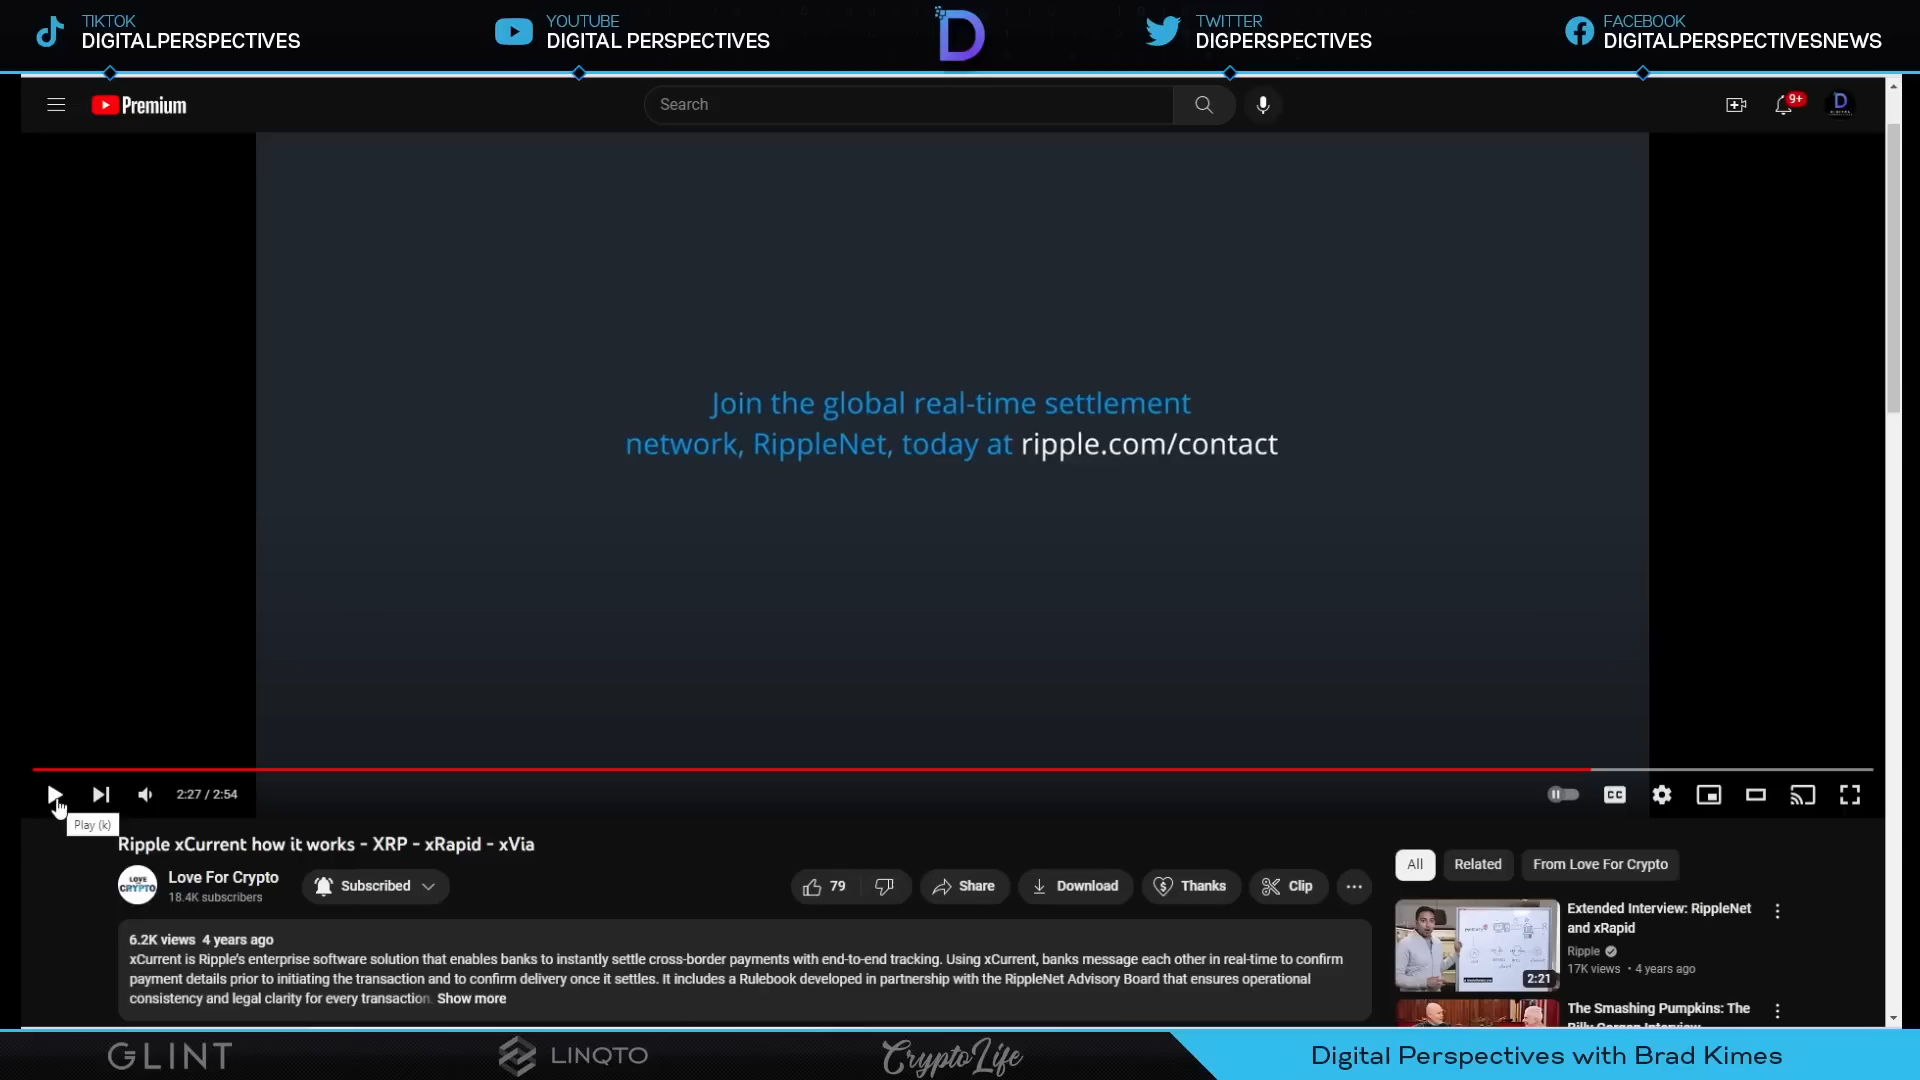 TIKTOK
DIGITALPERSPECTIVES
YOUTUBE
DIGITAL PERSPECTIVES
D
TWITTER
DIGPERSPECTIVES
FACEBOOK
DIGITALPERSPECTIVESNEWS
Premium
Search
9+
D
Join the global real-time settlement
network, RippleNet, today at ripple.com/contact
2:27 / 2:54
CC
Play (k)
Ripple xCurrent how it works - XRP - xRapid - xVia
LOVE
CRYPTO
Love For Crypto
18.4K subscribers
Subscribed
79
Share
Download
Thanks
Clip
6.2K views 4 years ago
xCurrent is Ripple's enterprise software solution that enables banks to instantly settle cross-border payments with end-to-end tracking. Using xCurrent, banks message each other in real-time to confirm
payment details prior to initiating the transaction and to confirm delivery once it settles. It includes a Rulebook developed in partnership with the RippleNet Advisory Board that ensures operational
consistency and legal clarity for every transaction. Show more
All
Related
From Love For Crypto
Extended Interview: RippleNet
and xRapid
Ripple
17K views • 4 years ago
2:21
The Smashing Pumpkins: The
Billy Corgan Interview
GLINT
LINQTO
CryptoLife
Digital Perspectives with Brad Kimes